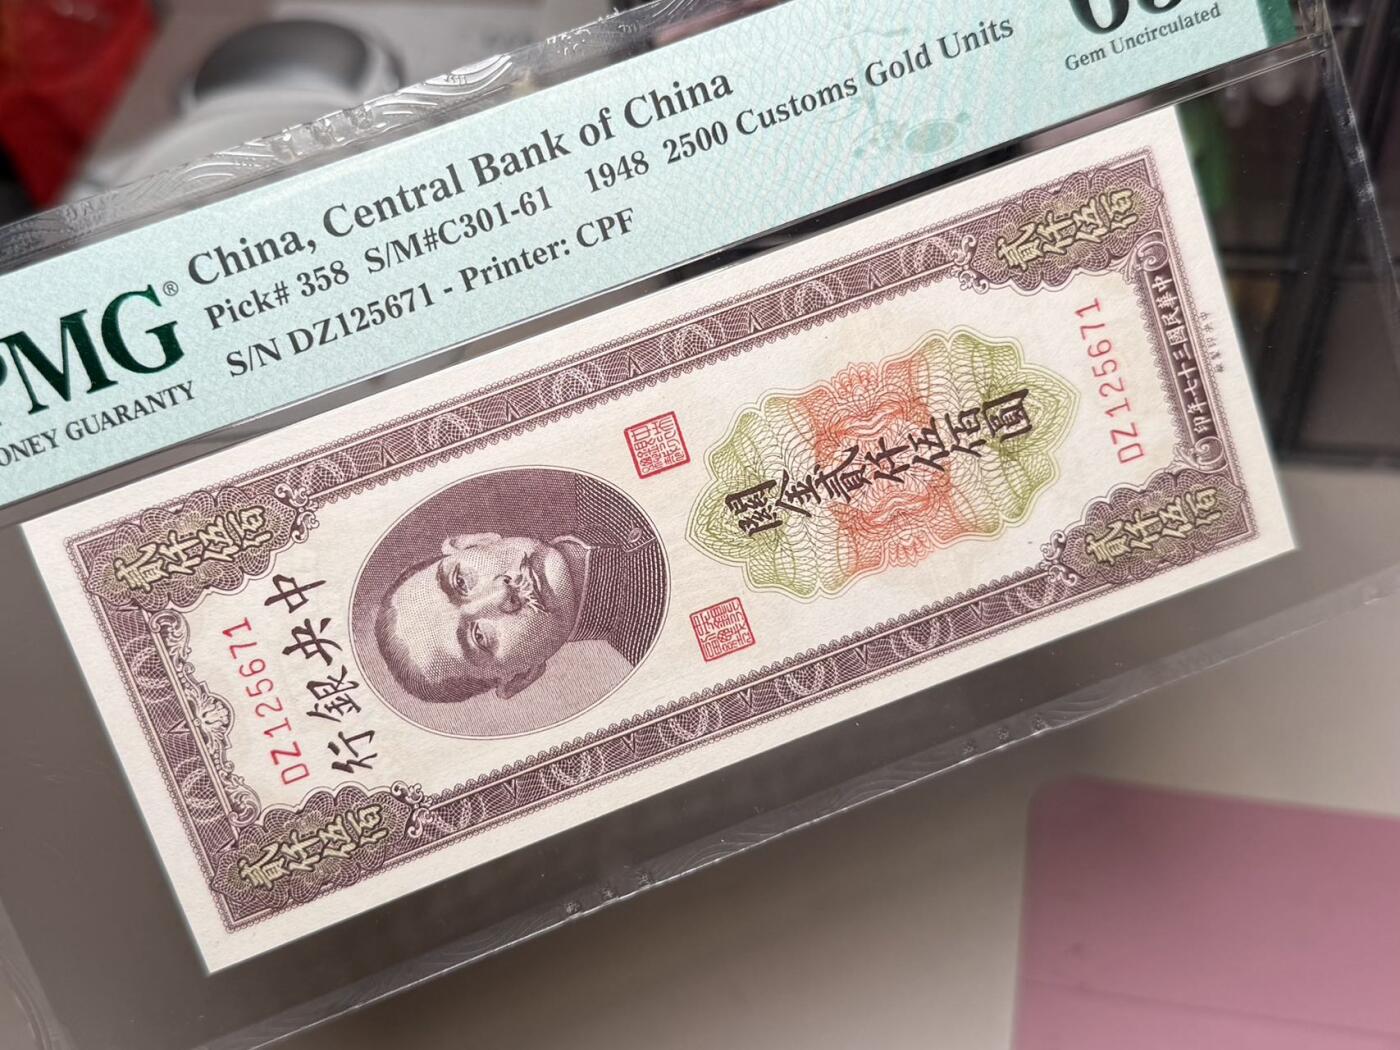 China, Central Bank of China
Pick# 358 S/M#C301-61 1948 2500 Customs Gold Units
S/N DZ125671 - Printer: CPF
PMG®
MONEY GUARANTY
Gem Uncirculated
貳仟伍佰
貳仟伍佰
DZ125671
中央銀行
關金貳仟伍佰圓
DZ125671
中華民國三十七年印
貳仟伍佰
貳仟伍佰